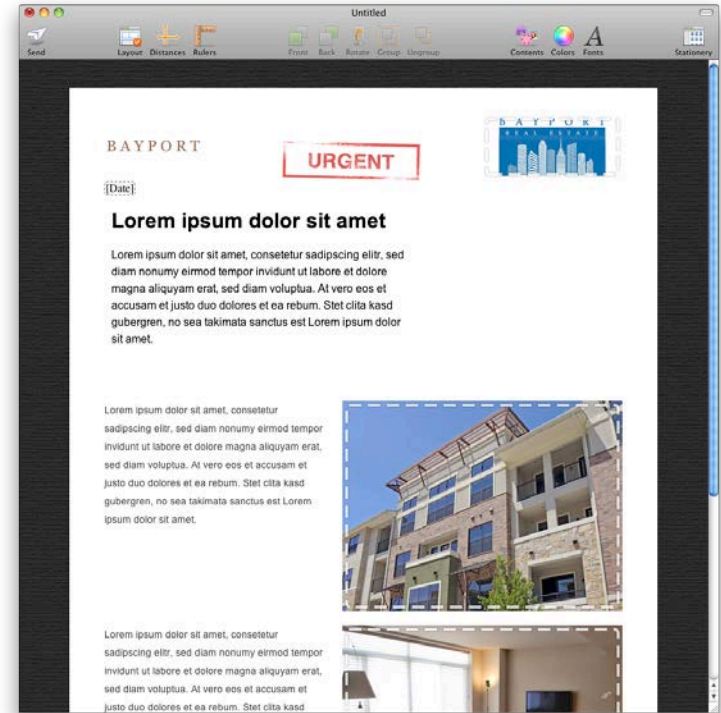 Untitled
Send
Layout Distances Rulers
Front Back Rotate Group Ungroup
Contents Colors Fonts
Stationery
BAYPORT
URGENT
BAYPORT
REAL ESTATE
[Date]
Lorem ipsum dolor sit amet
Lorem ipsum dolor sit amet, consetetur sadipscing elitr, sed
diam nonumy eirmod tempor invidunt ut labore et dolore
magna aliquyam erat, sed diam voluptua. At vero eos et
accusam et justo duo dolores et ea rebum. Stet clita kasd
gubergren, no sea takimata sanctus est Lorem ipsum dolor
sit amet.
Lorem ipsum dolor sit amet, consetetur
sadipscing elitr, sed diam nonumy eirmod tempor
invidunt ut labore et dolore magna aliquyam erat,
sed diam voluptua. At vero eos et accusam et
justo duo dolores et ea rebum. Stet clita kasd
gubergren, no sea takimata sanctus est Lorem
ipsum dolor sit amet.
Lorem ipsum dolor sit amet, consetetur
sadipscing elitr, sed diam nonumy eirmod tempor
invidunt ut labore et dolore magna aliquyam erat,
sed diam voluptua. At vero eos et accusam et
justo duo dolores et ea rebum. Stet clita kasd